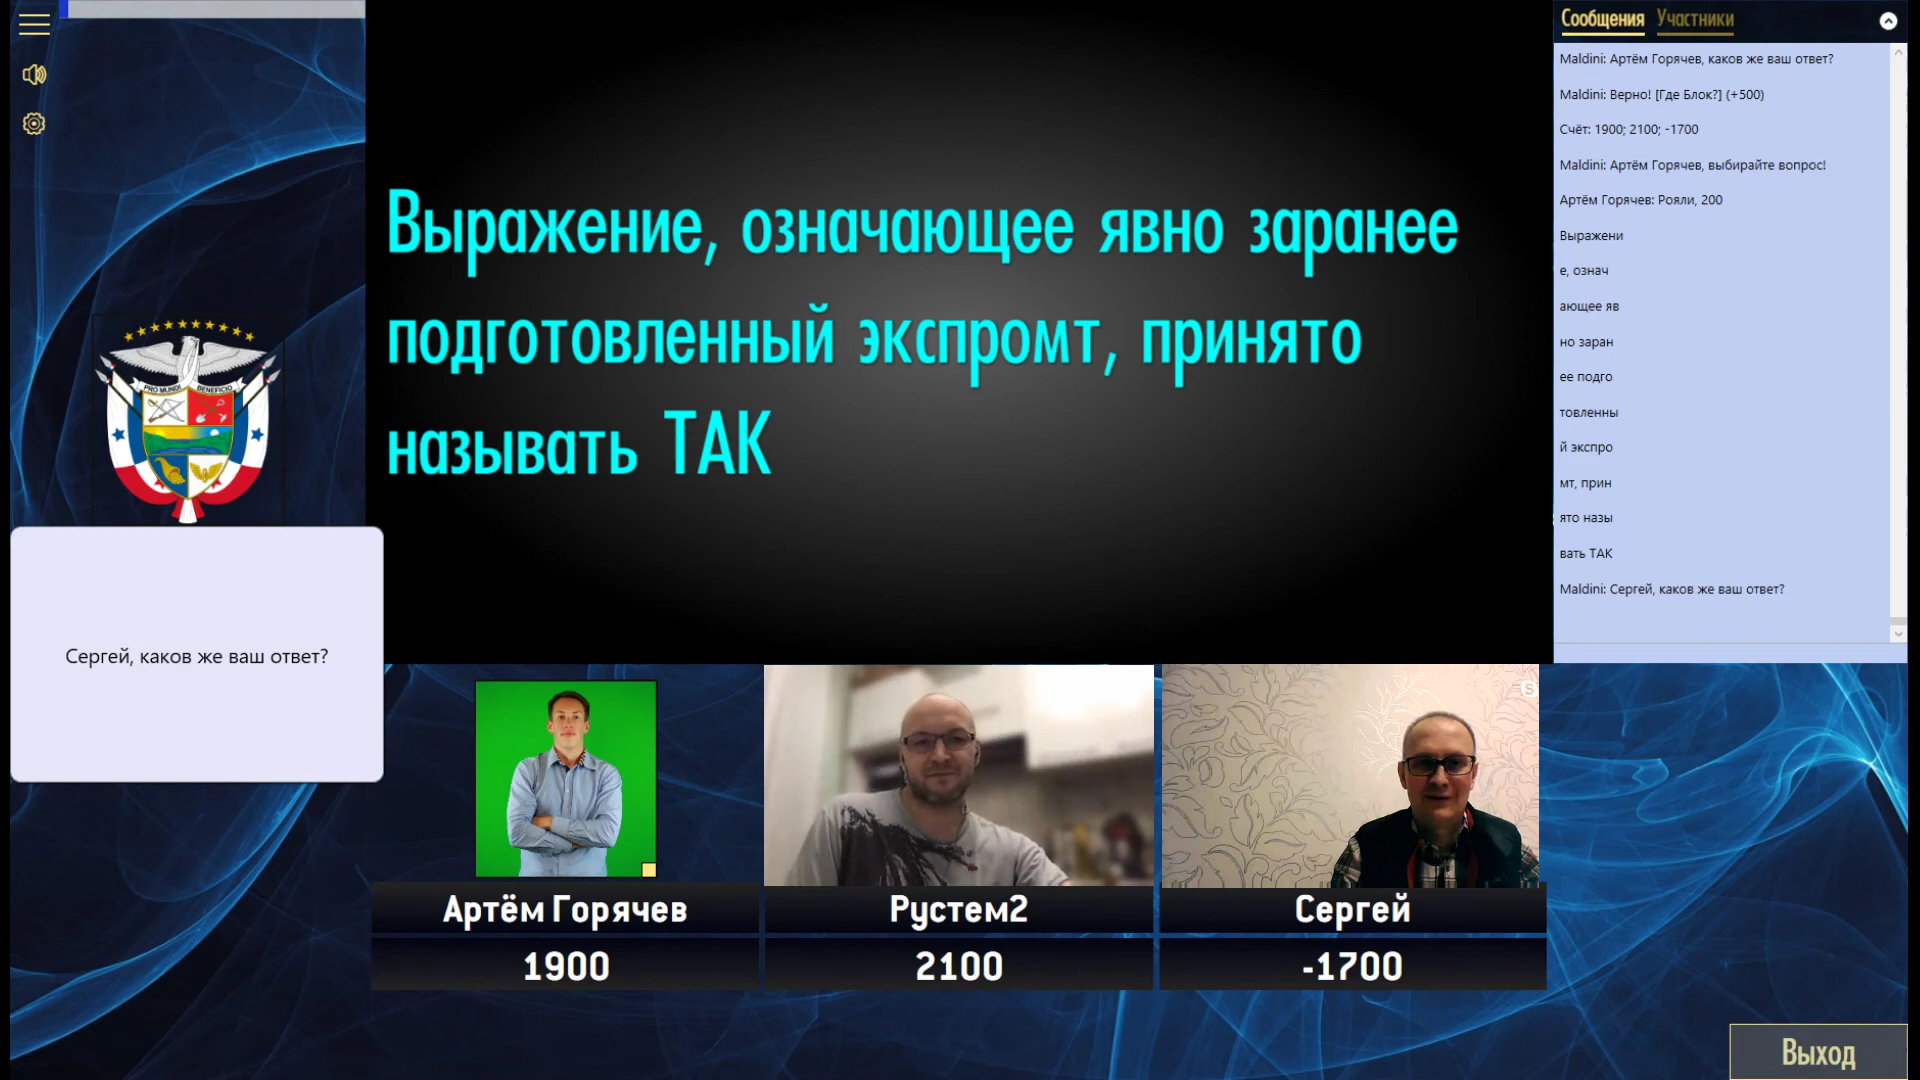 Сообщения Участники
Maldini: Артём Горячев, каков же ваш ответ?
Maldini: Верно! [Где Блок?] (+500)
Счёт: 1900; 2100; -1700
Maldini: Артём Горячев, выбирайте вопрос!
Артём Горячев: Рояли, 200
Выражени
е, означ
ающее яв
но заран
ее подго
товленны
й экспро
мт, прин
ято назы
вать ТАК
Maldini: Сергей, каков же ваш ответ?
Выражение, означающее явно заранее
подготовленный экспромт, принято
называть ТАК
PRO MUNDI BENEFICIO
Сергей, каков же ваш ответ?
S
Артём Горячев
1900
Рустем2
2100
Сергей
-1700
Выход